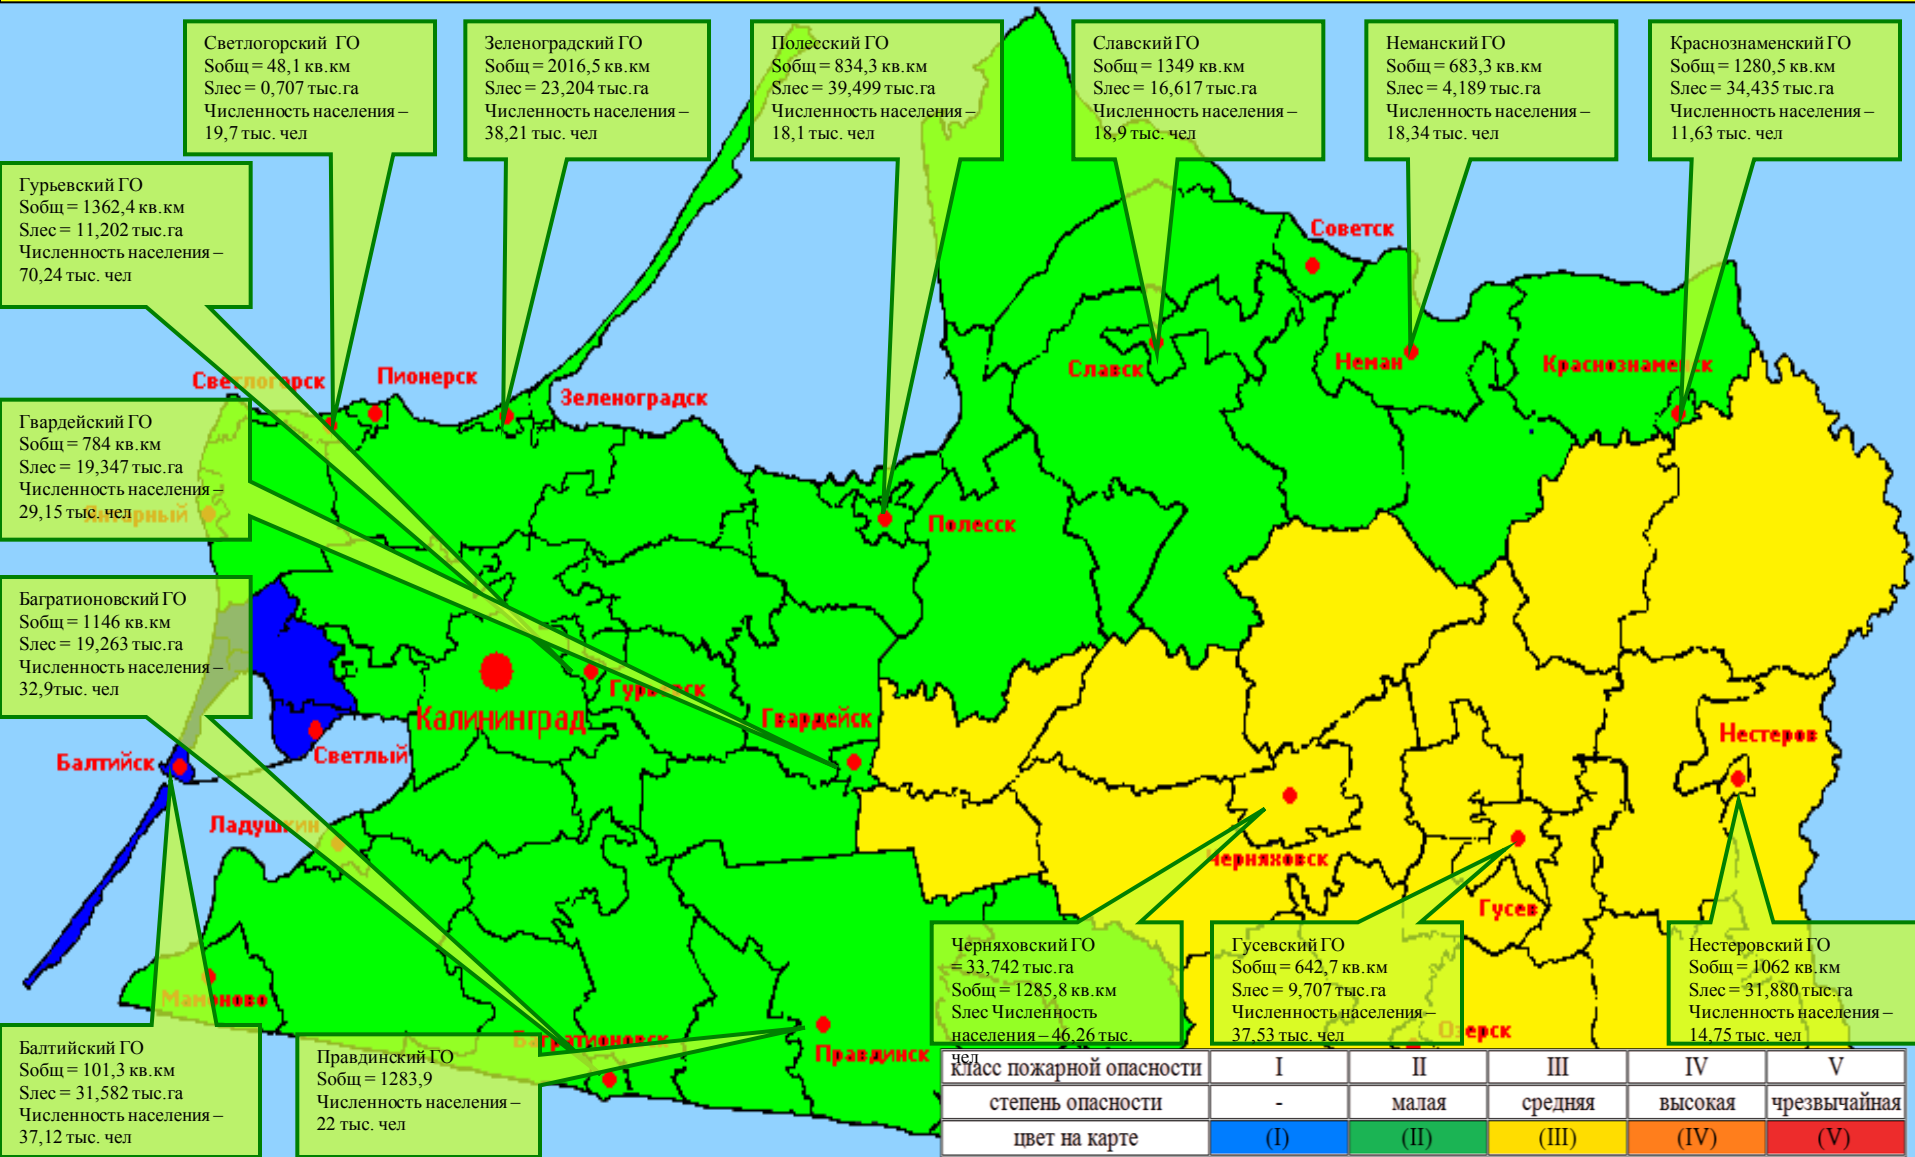 Светлогорский ГО
Sобщ = 48,1 кв.км
Sлес = 0,707 тыс.га
Численность населения –
19,7 тыс. чел
Зеленоградский ГО
Sобщ = 2016,5 кв.км
Sлес = 23,204 тыс.га
Численность населения –
38,21 тыс. чел
Полесский ГО
Sобщ = 834,3 кв.км
Sлес = 39,499 тыс.га
Численность населения –
18,1 тыс. чел
Славский ГО
Sобщ = 1349 кв.км
Sлес = 16,617 тыс.га
Численность населения –
18,9 тыс. чел
Неманский ГО
Sобщ = 683,3 кв.км
Sлес = 4,189 тыс.га
Численность населения –
18,34 тыс. чел
Краснознаменский ГО
Sобщ = 1280,5 кв.км
Sлес = 34,435 тыс.га
Численность населения –
11,63 тыс. чел
Гурьевский ГО
Sобщ = 1362,4 кв.км
Sлес = 11,202 тыс.га
Численность населения –
70,24 тыс. чел
Советск
Славск
Неман
Краснознаменск
Светлогорск
Пионерск
Зеленоградск
Гвардейский ГО
Sобщ = 784 кв.км
Sлес = 19,347 тыс.га
Численность населения –
29,15 тыс. чел
Янтарный
Полесск
Багратионовский ГО
Sобщ = 1146 кв.км
Sлес = 19,263 тыс.га
Численность населения –
32,9тыс. чел
Гурьевск
Калининград
Гвардейск
Нестеров
Балтийск
Светлый
Ладушкин
Черняховск
Гусев
Мамоново
Багратионовск
Правдинск
Озерск
Черняховский ГО
= 33,742 тыс.га
Sобщ = 1285,8 кв.км
Sлес Численность
населения – 46,26 тыс.
чел
Гусевский ГО
Sобщ = 642,7 кв.км
Sлес = 9,707 тыс.га
Численность населения –
37,53 тыс. чел
Нестеровский ГО
Sобщ = 1062 кв.км
Sлес = 31,880 тыс.га
Численность населения –
14,75 тыс. чел
Балтийский ГО
Sобщ = 101,3 кв.км
Sлес = 31,582 тыс.га
Численность населения –
37,12 тыс. чел
Правдинский ГО
Sобщ = 1283,9
Численность населения –
22 тыс. чел
класс пожарной опасности I II III IV V
степень опасности - малая средняя высокая чрезвычайная
цвет на карте (I) (II) (III) (IV) (V)